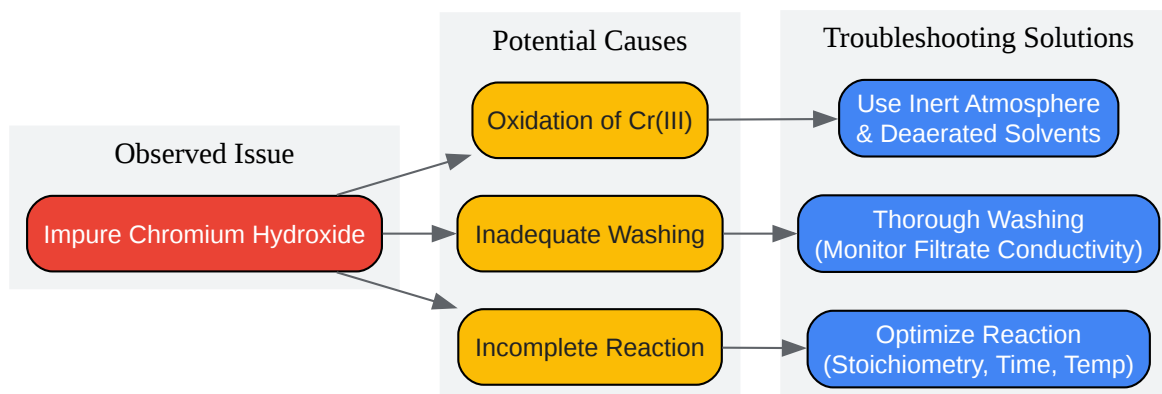 Observed Issue
Impure Chromium Hydroxide
Potential Causes
Oxidation of Cr(III)
Inadequate Washing
Incomplete Reaction
Troubleshooting Solutions
Use Inert Atmosphere
& Deaerated Solvents
Thorough Washing
(Monitor Filtrate Conductivity)
Optimize Reaction
(Stoichiometry, Time, Temp)